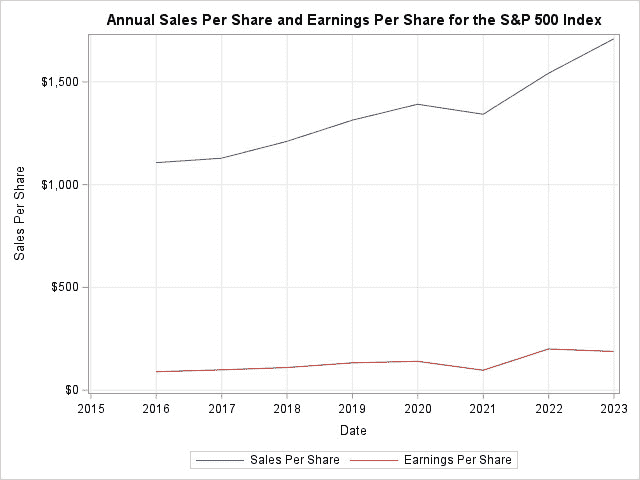 Annual Sales Per Share and Earnings Per Share for the S&P 500 Index
Sales Per Share
$1,500
$1,000
$500
$0
2015 2016 2017 2018 2019 2020 2021 2022 2023
Date
Sales Per Share Earnings Per Share